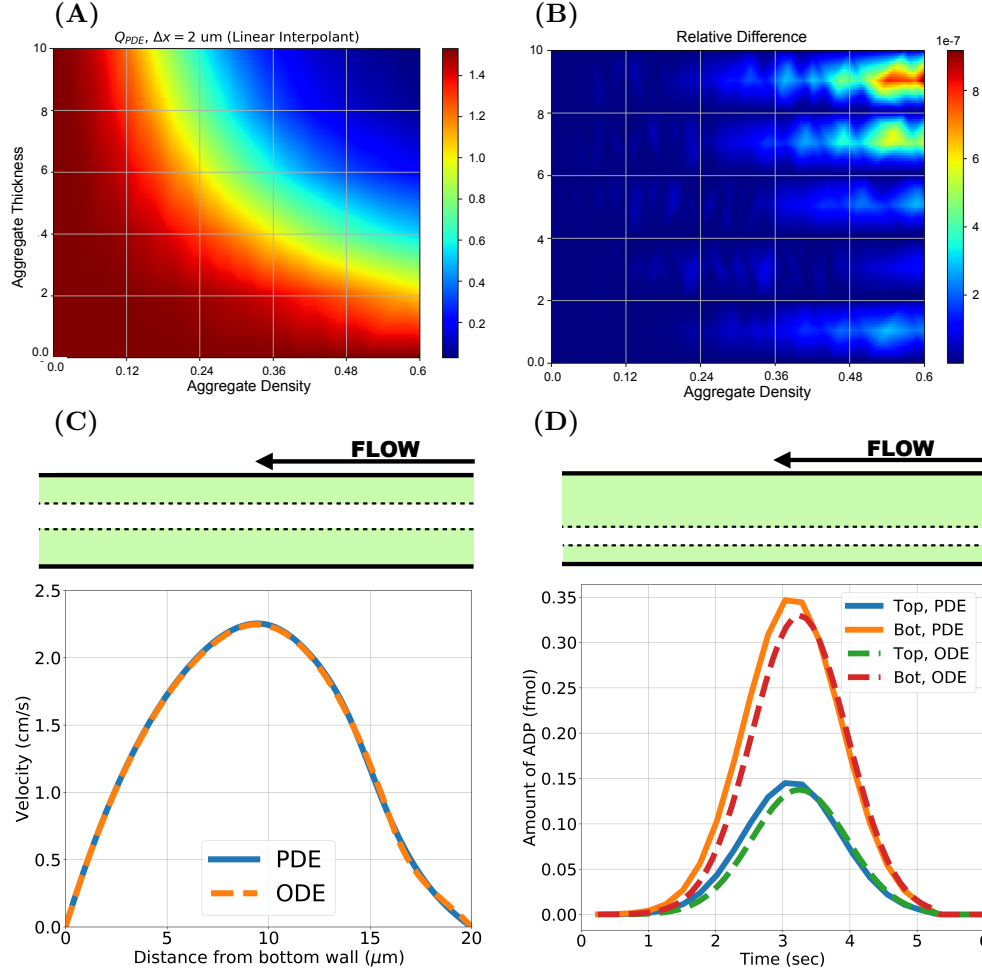 (A)
Q_PDE, Δx = 2 um (Linear Interpolant)
Aggregate Thickness
10
8
6
4
2
0.0
0.0 0.12 0.24 0.36 0.48 0.6
Aggregate Density
1.4
1.2
1.0
0.8
0.6
0.4
0.2
(B)
Relative Difference
1e-7
10
8
6
4
2
0.0
0.0 0.12 0.24 0.36 0.48 0.6
Aggregate Density
8
6
4
2
(C)
FLOW
Velocity (cm/s)
2.5
2.0
1.5
1.0
0.5
0.0
PDE
ODE
0 5 10 15 20
Distance from bottom wall (μm)
(D)
FLOW
Amount of ADP (fmol)
0.35
0.30
0.25
0.20
0.15
0.10
0.05
0.00
Top, PDE
Bot, PDE
Top, ODE
Bot, ODE
0 1 2 3 4 5 6
Time (sec)